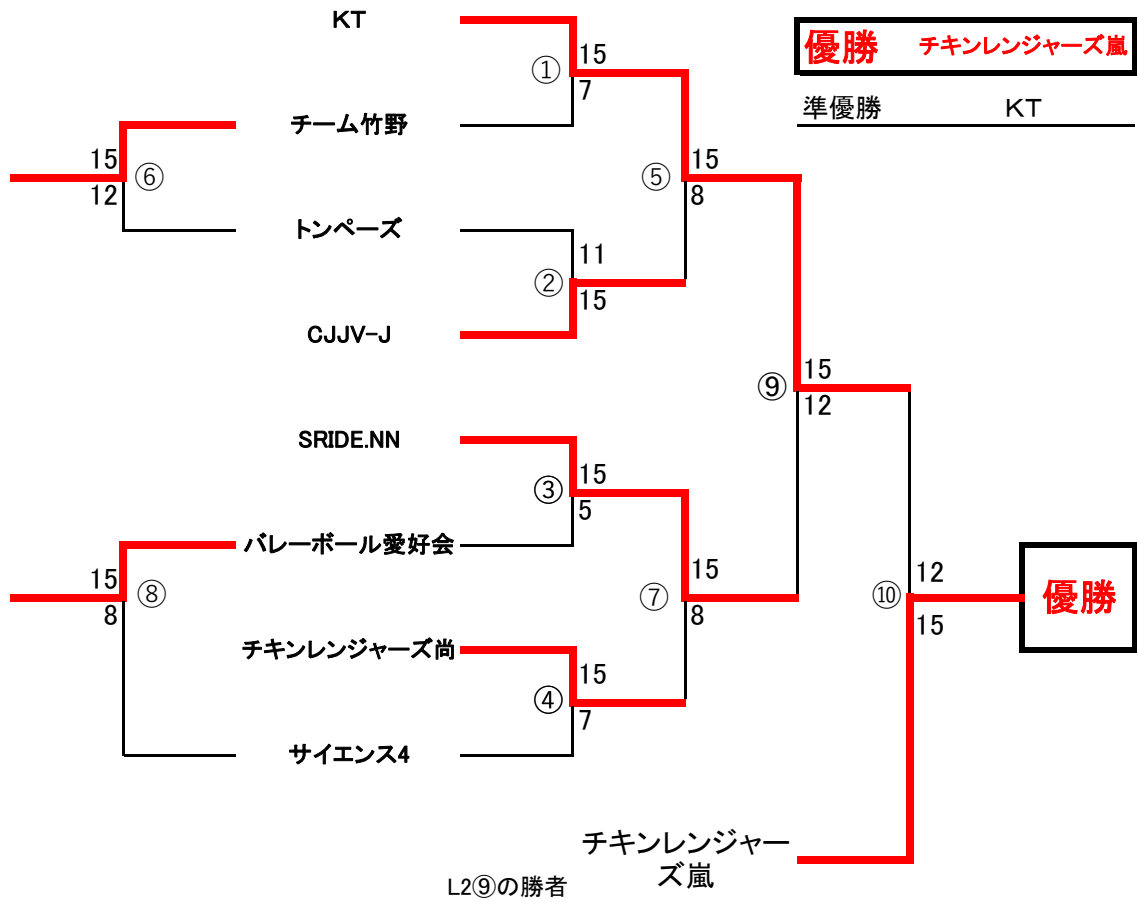 KT
優勝 チキンレンジャーズ嵐
15
①
7
準優勝 KT
チーム竹野
15
⑥
12
15
⑤
8
トンペーズ
11
②
15
CJJV-J
15
⑨
12
SRIDE.NN
15
③
5
バレーボール愛好会
15
⑧
8
15
⑦
8
12
⑩
15
優勝
チキンレンジャーズ尚
15
④
7
サイエンス4
チキンレンジャー
ズ嵐
L2⑨の勝者